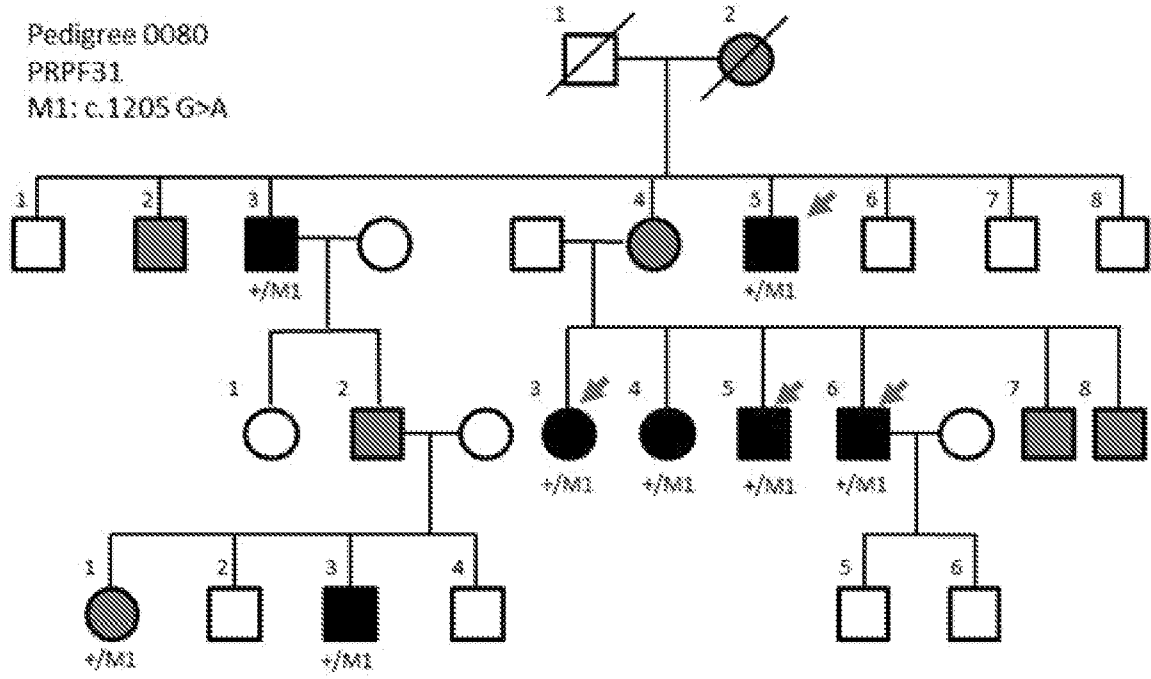 Pedigree 0080
PRPF31
M1: c.1205 G>A
1 2
1 2 3 4 5 6 7 8
+/M1 +/M1
1 2 3 4 5 6 7 8
+/M1 +/M1 +/M1 +/M1
1 2 3 4 5 6
+/M1 +/M1